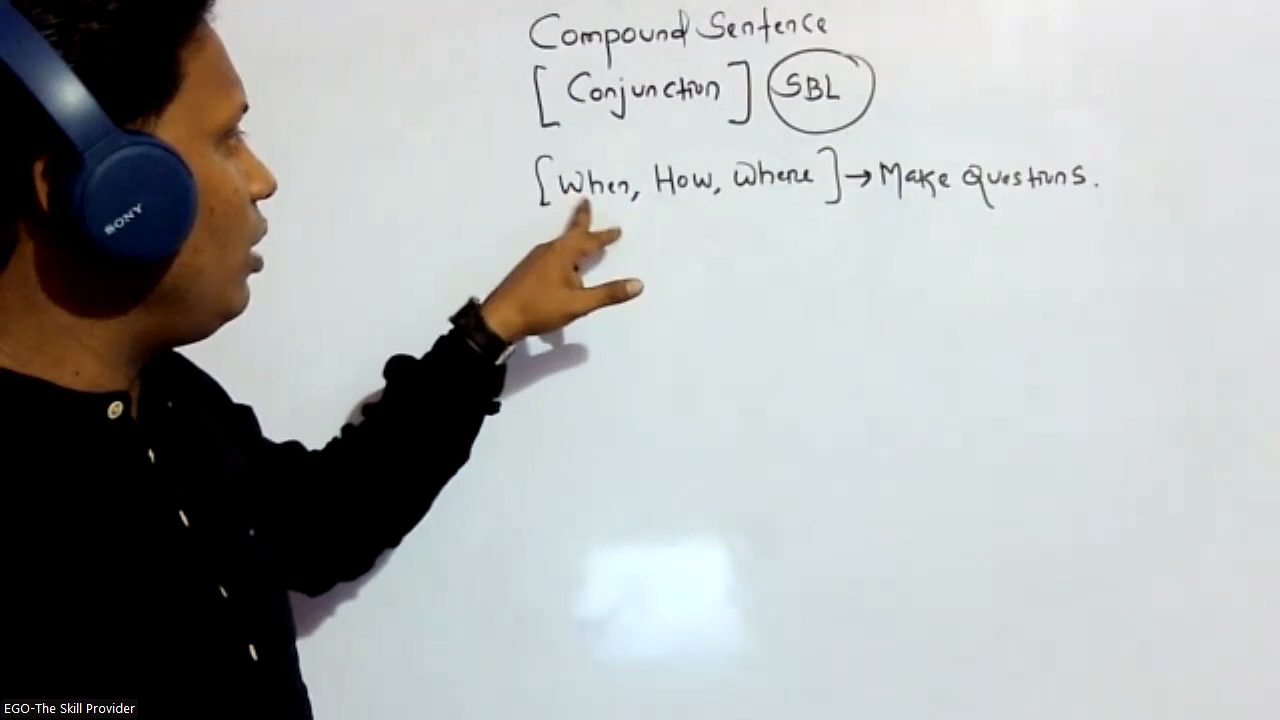 Compound Sentence
[Conjunction] SBL
[When, How, Where] → Make Questions.
SONY
EGO-The Skill Provider